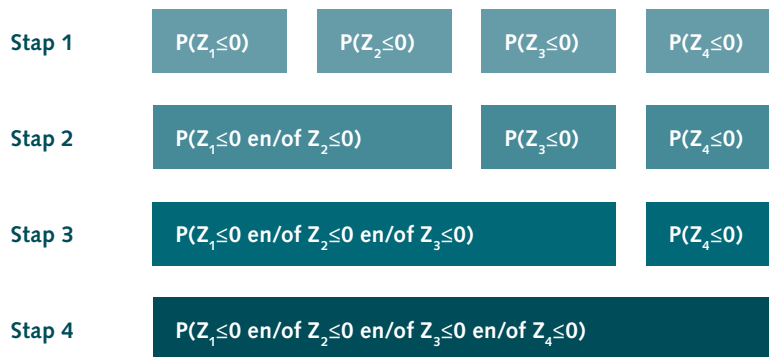 Stap 1 P(Z₁≤0) P(Z₂≤0) P(Z₃≤0) P(Z₄≤0)
Stap 2 P(Z₁≤0 en/of Z₂≤0) P(Z₃≤0) P(Z₄≤0)
Stap 3 P(Z₁≤0 en/of Z₂≤0 en/of Z₃≤0) P(Z₄≤0)
Stap 4 P(Z₁≤0 en/of Z₂≤0 en/of Z₃≤0 en/of Z₄≤0)